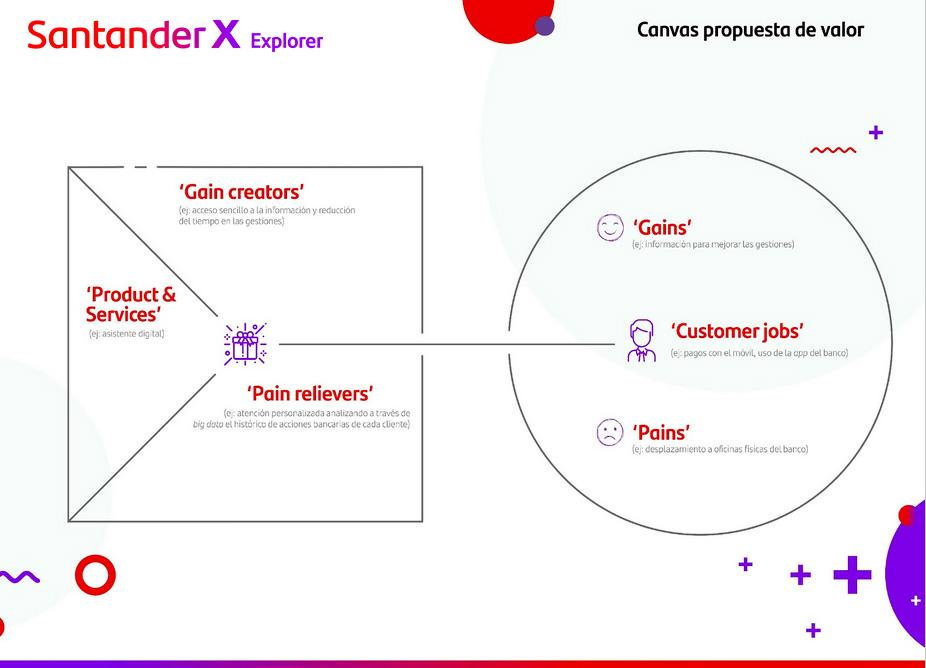 Santander X Explorer
Canvas propuesta de valor
‘Gain creators’
(ej: acceso sencillo a la información y reducción
del tiempo en las gestiones)
‘Product &
Services’
(ej: asistente digital)
‘Pain relievers’
(ej: atención personalizada analizando a través de
big data el histórico de acciones bancarias de cada cliente)
‘Gains’
(ej: información para mejorar las gestiones)
‘Customer jobs’
(ej: pagos con el móvil, uso de la app del banco)
‘Pains’
(ej: desplazamiento a oficinas físicas del banco)